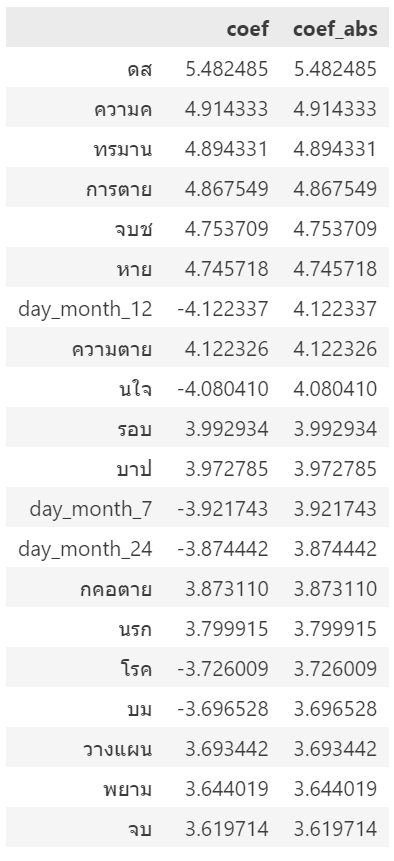 coef coef_abs
ดส 5.482485 5.482485
ความค 4.914333 4.914333
ทรมาน 4.894331 4.894331
การตาย 4.867549 4.867549
จบช 4.753709 4.753709
หาย 4.745718 4.745718
day_month_12 -4.122337 4.122337
ความตาย 4.122326 4.122326
นใจ -4.080410 4.080410
รอบ 3.992934 3.992934
บาป 3.972785 3.972785
day_month_7 -3.921743 3.921743
day_month_24 -3.874442 3.874442
กคอตาย 3.873110 3.873110
นรก 3.799915 3.799915
โรค -3.726009 3.726009
บม -3.696528 3.696528
วางแผน 3.693442 3.693442
พยาม 3.644019 3.644019
จบ 3.619714 3.619714